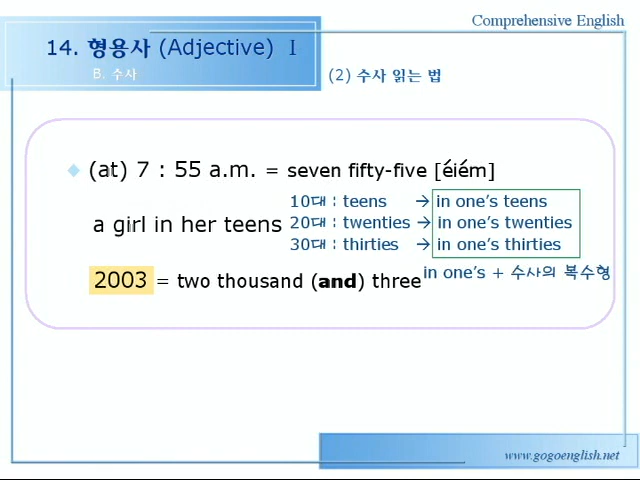 Comprehensive English
14. 형용사 (Adjective) Ⅰ
B. 수사
(2) 수사 읽는 법
(at) 7 : 55 a.m. = seven fifty-five [éiém]
a girl in her teens
10대 : teens → in one's teens
20대 : twenties → in one's twenties
30대 : thirties → in one's thirties
2003 = two thousand (and) three
in one's + 수사의 복수형
www.gogoenglish.net